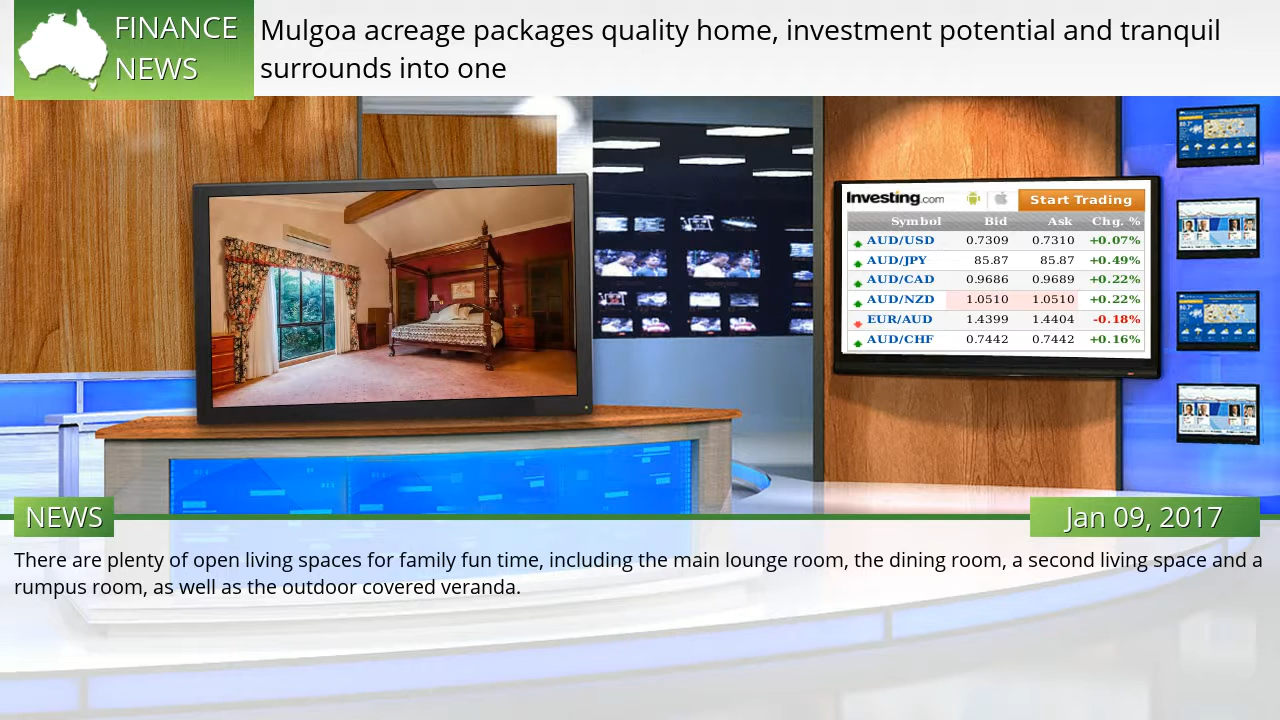 FINANCE
NEWS
Mulgoa acreage packages quality home, investment potential and tranquil
surrounds into one
Investing.com
Start Trading
Symbol Bid Ask Chg. %
AUD/USD 0.7309 0.7310 +0.07%
AUD/JPY 85.87 85.87 +0.49%
AUD/CAD 0.9686 0.9689 +0.22%
AUD/NZD 1.0510 1.0510 +0.22%
EUR/AUD 1.4399 1.4404 -0.18%
AUD/CHF 0.7442 0.7442 +0.16%
NEWS
Jan 09, 2017
There are plenty of open living spaces for family fun time, including the main lounge room, the dining room, a second living space and a
rumpus room, as well as the outdoor covered veranda.